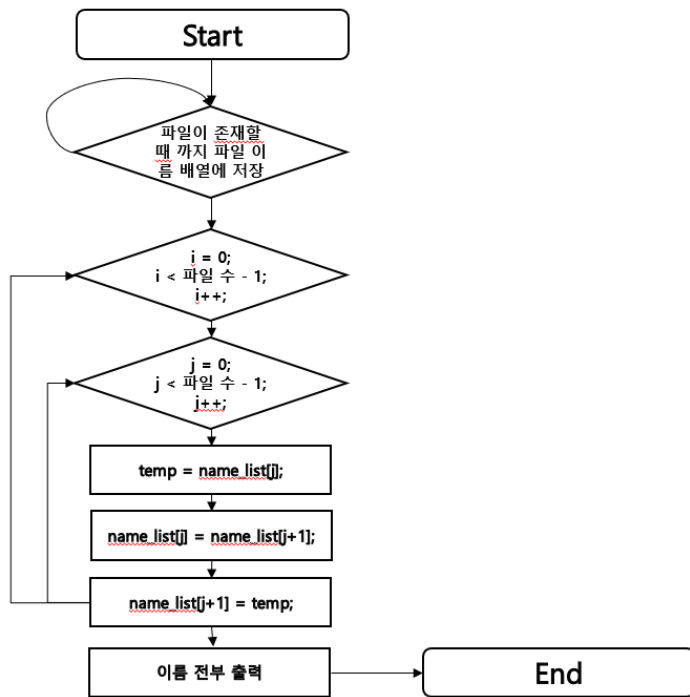 Start
파일이 존재할
때 까지 파일 이
름 배열에 저장
i = 0;
i < 파일 수 - 1;
i++;
j = 0;
j < 파일 수 - 1;
j++;
temp = name_list[j];
name_list[j] = name_list[j+1];
name_list[j+1] = temp;
이름 전부 출력
End